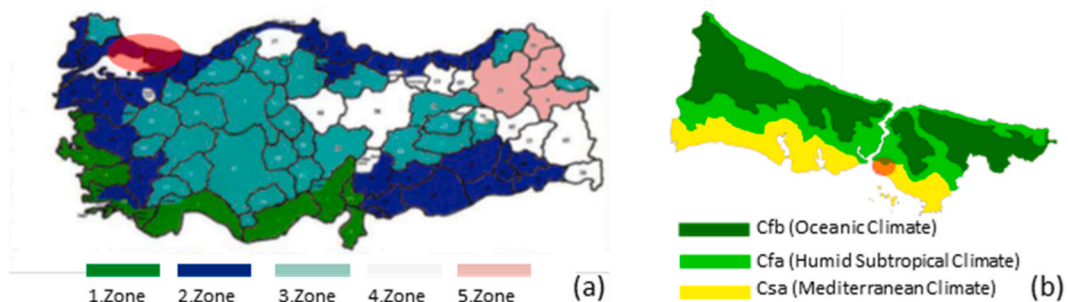 1.Zone 2.Zone 3.Zone 4.Zone 5.Zone (a)
Cfb (Oceanic Climate)
Cfa (Humid Subtropical Climate)
Csa (Mediterranean Climate)
(b)